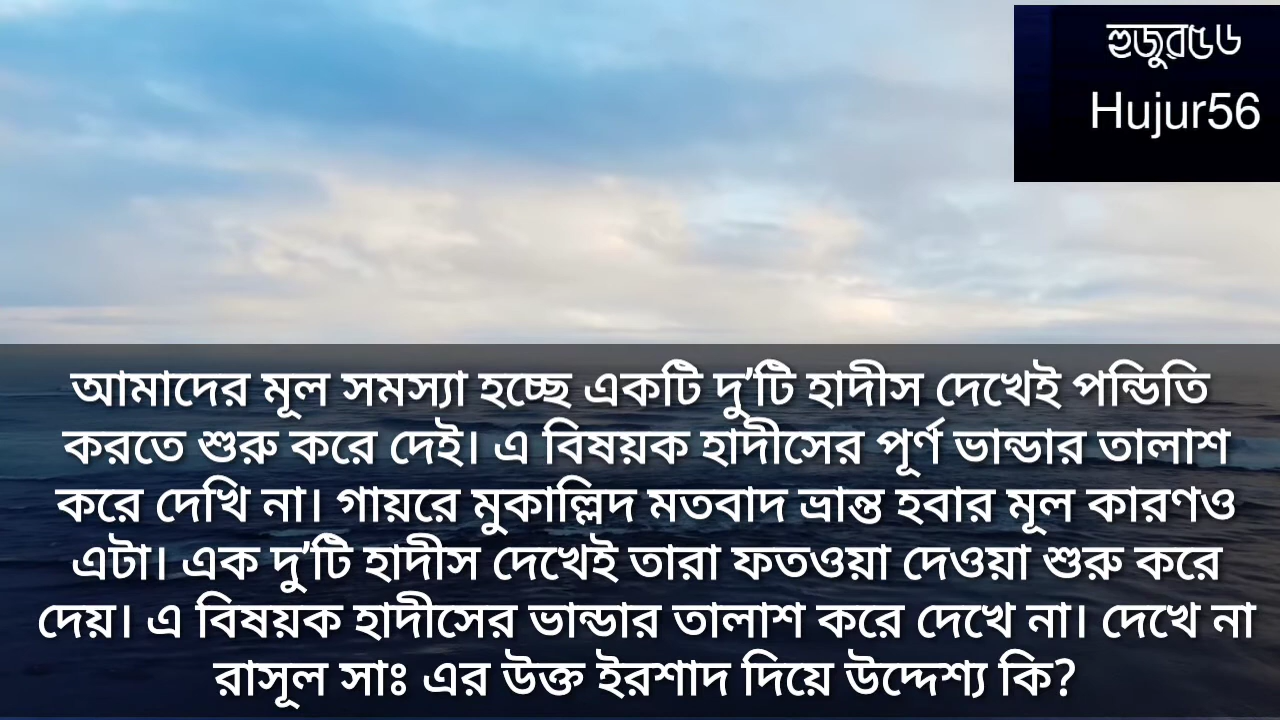 হুজুর৫৬
Hujur56
আমাদের মূল সমস্যা হচ্ছে একটি দু’টি হাদীস দেখেই পন্ডিতি
করতে শুরু করে দেই। এ বিষয়ক হাদীসের পূর্ণ ভান্ডার তালাশ
করে দেখি না। গায়রে মুকাল্লিদ মতবাদ ভ্রান্ত হবার মূল কারণও
এটা। এক দু’টি হাদীস দেখেই তারা ফতওয়া দেওয়া শুরু করে
দেয়। এ বিষয়ক হাদীসের ভান্ডার তালাশ করে দেখে না। দেখে না
রাসূল সাঃ এর উক্ত ইরশাদ দিয়ে উদ্দেশ্য কি?